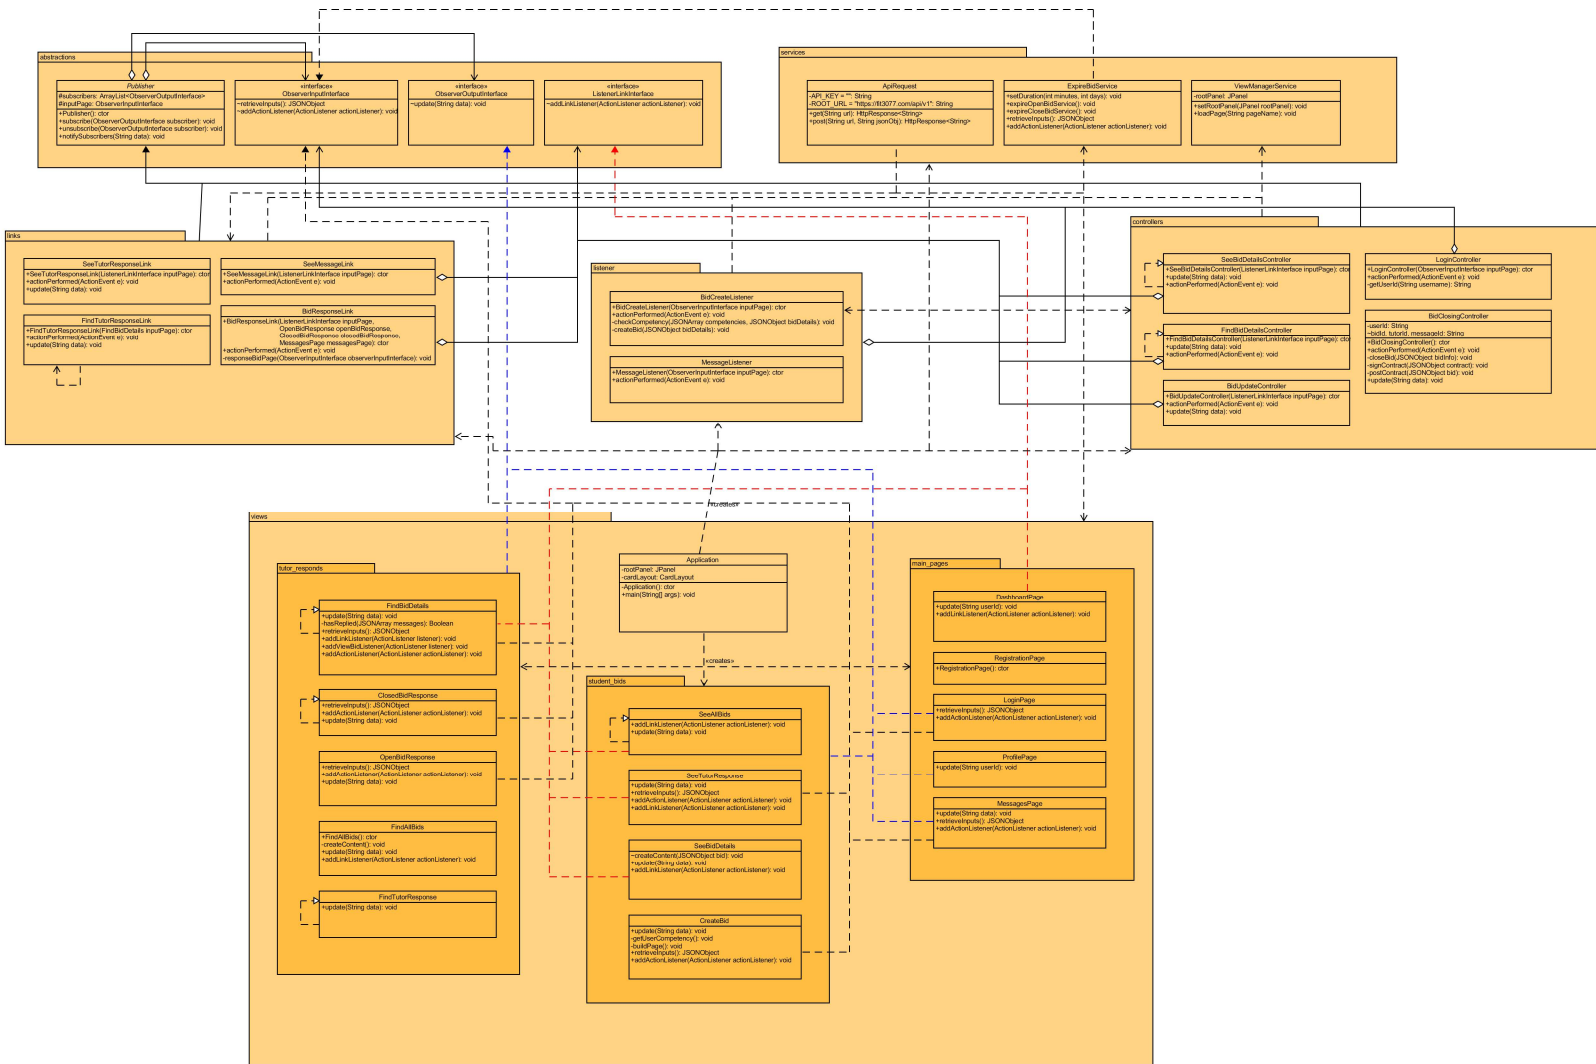 abstractions
Publisher
#subscribers: ArrayList<ObserverOutputInterface>
#inputPage: ObserverInputInterface
+Publisher(): ctor
+subscribe(ObserverOutputInterface subscriber): void
+unsubscribe(ObserverOutputInterface subscriber): void
+notifySubscribers(String data): void
«interface»
ObserverInputInterface
~retrieveInputs(): JSONObject
~addActionListener(ActionListener actionListener): void
«interface»
ObserverOutputInterface
~update(String data): void
«interface»
ListenerLinkInterface
~addLinkListener(ActionListener actionListener): void
services
ApiRequest
-API_KEY = "": String
-ROOT_URL = "https://fit3077.com/api/v1": String
+get(String url): HttpResponse<String>
+post(String url, String jsonObj): HttpResponse<String>
ExpireBidService
+setDuration(int minutes, int days): void
+expireOpenBidService(): void
+expireCloseBidService(): void
+retrieveInputs(): JSONObject
+addActionListener(ActionListener actionListener): void
ViewManagerService
-rootPanel: JPanel
+setRootPanel(JPanel rootPanel): void
+loadPage(String pageName): void
links
SeeTutorResponseLink
+SeeTutorResponseLink(ListenerLinkInterface inputPage): ctor
+actionPerformed(ActionEvent e): void
+update(String data): void
SeeMessageLink
+SeeMessageLink(ListenerLinkInterface inputPage): ctor
+actionPerformed(ActionEvent e): void
FindTutorResponseLink
+FindTutorResponseLink(FindBidDetails inputPage): ctor
+actionPerformed(ActionEvent e): void
+update(String data): void
BidResponseLink
+BidResponseLink(ListenerLinkInterface inputPage,
OpenBidResponse openBidResponse,
ClosedBidResponse closedBidResponse,
MessagesPage messagesPage): ctor
+actionPerformed(ActionEvent e): void
-responseBidPage(ObserverInputInterface observerInputInterface): void
listener
BidCreateListener
+BidCreateListener(ObserverInputInterface inputPage): ctor
+actionPerformed(ActionEvent e): void
-checkCompetency(JSONArray competencies, JSONObject bidDetails): void
-createBid(JSONObject bidDetails): void
MessageListener
+MessageListener(ObserverInputInterface inputPage): ctor
+actionPerformed(ActionEvent e): void
controllers
SeeBidDetailsController
+SeeBidDetailsController(ListenerLinkInterface inputPage): ctor
+update(String data): void
+actionPerformed(ActionEvent e): void
LoginController
+LoginController(ObserverInputInterface inputPage): ctor
+actionPerformed(ActionEvent e): void
-getUserId(String username): String
FindBidDetailsController
+FindBidDetailsController(ListenerLinkInterface inputPage): ctor
+update(String data): void
+actionPerformed(ActionEvent e): void
BidClosingController
-userId: String
~bidId, tutorId, messageId: String
+BidClosingController(): ctor
+actionPerformed(ActionEvent e): void
-closeBid(JSONObject bidInfo): void
-signContract(JSONObject contract): void
-postContract(JSONObject bid): void
+update(String data): void
BidUpdateController
+BidUpdateController(ListenerLinkInterface inputPage): ctor
+actionPerformed(ActionEvent e): void
+update(String data): void
«creates»
views
Application
-rootPanel: JPanel
-cardLayout: CardLayout
-Application(): ctor
+main(String[] args): void
«creates»
tutor_responds
FindBidDetails
+update(String data): void
-hasReplied(JSONArray messages): Boolean
+retrieveInputs(): JSONObject
+addLinkListener(ActionListener listener): void
+addViewBidListener(ActionListener listener): void
+addActionListener(ActionListener actionListener): void
ClosedBidResponse
+retrieveInputs(): JSONObject
+addActionListener(ActionListener actionListener): void
+update(String data): void
OpenBidResponse
+retrieveInputs(): JSONObject
+addActionListener(ActionListener actionListener): void
+update(String data): void
FindAllBids
+FindAllBids(): ctor
-createContent(): void
+update(String data): void
+addLinkListener(ActionListener actionListener): void
FindTutorResponse
+update(String data): void
student_bids
SeeAllBids
+addLinkListener(ActionListener actionListener): void
+update(String data): void
SeeTutorResponse
+update(String data): void
+retrieveInputs(): JSONObject
+addActionListener(ActionListener actionListener): void
+addLinkListener(ActionListener actionListener): void
SeeBidDetails
~createContent(JSONObject bid): void
+update(String data): void
+addLinkListener(ActionListener actionListener): void
CreateBid
+update(String data): void
-getUserCompetency(): void
-buildPage(): void
+retrieveInputs(): JSONObject
+addActionListener(ActionListener actionListener): void
main_pages
DashboardPage
+update(String userId): void
+addLinkListener(ActionListener actionListener): void
RegistrationPage
+RegistrationPage(): ctor
LoginPage
+retrieveInputs(): JSONObject
+addActionListener(ActionListener actionListener): void
ProfilePage
+update(String userId): void
MessagesPage
+update(String data): void
+retrieveInputs(): JSONObject
+addActionListener(ActionListener actionListener): void